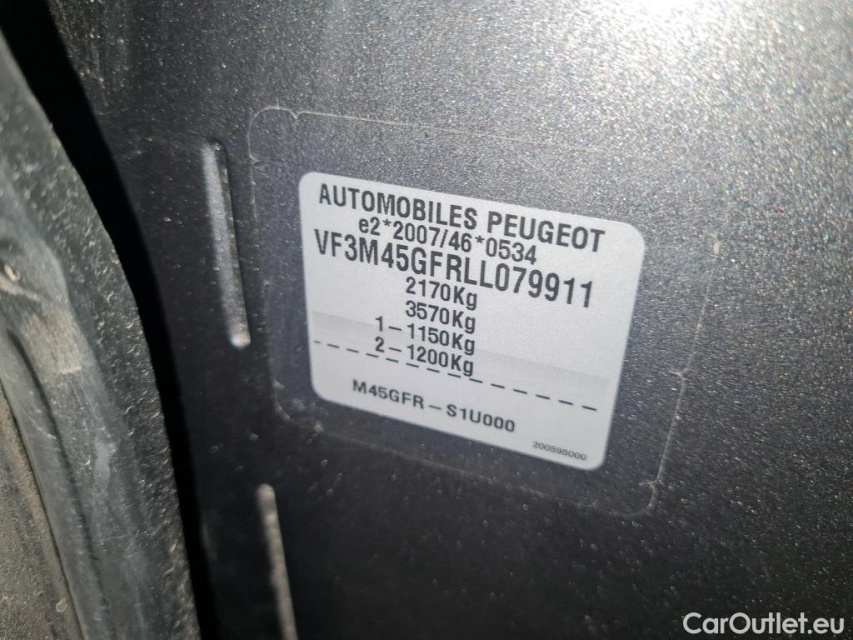 AUTOMOBILES PEUGEOT
e2*2007/46*0534
VF3M45GFRLL079911
2170Kg
3570Kg
1-1150Kg
2-1200Kg
M45GFR-S1U000
200595000
CarOutlet.eu